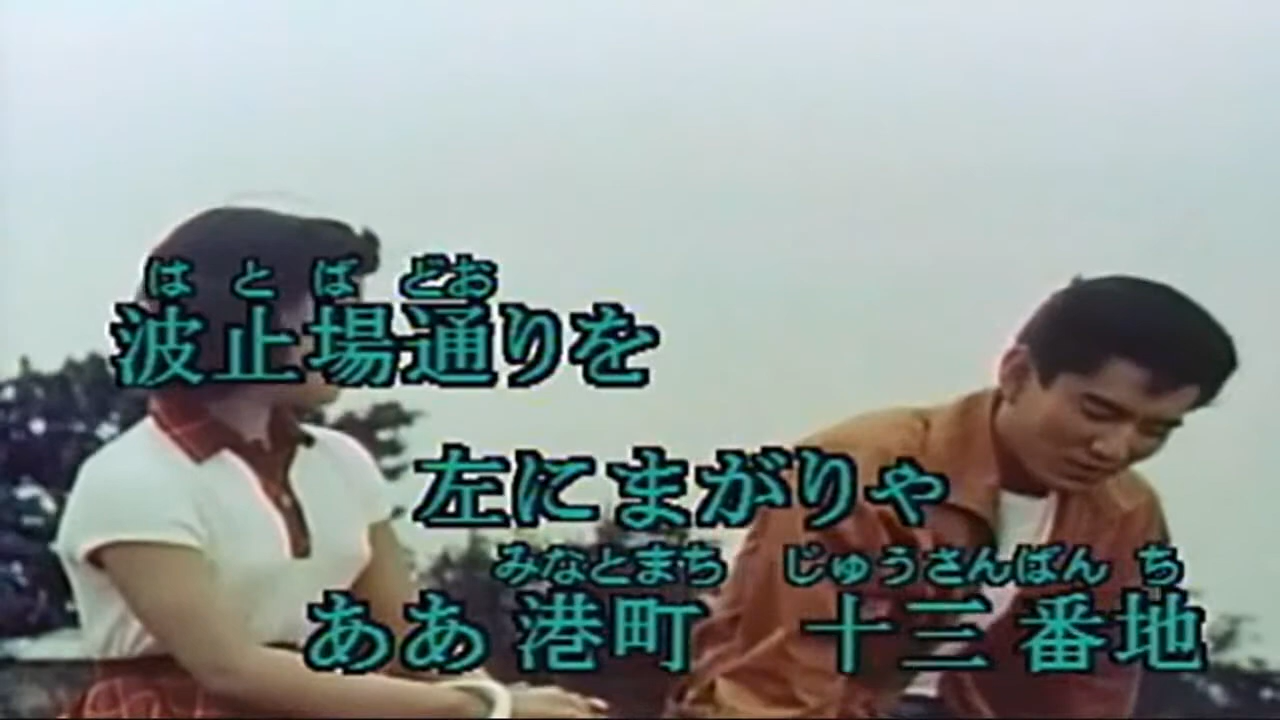 は と ば どお
波止場通りを
左にまがりゃ
みなとまち じゅうさんばん ち
ああ 港町 十三番地